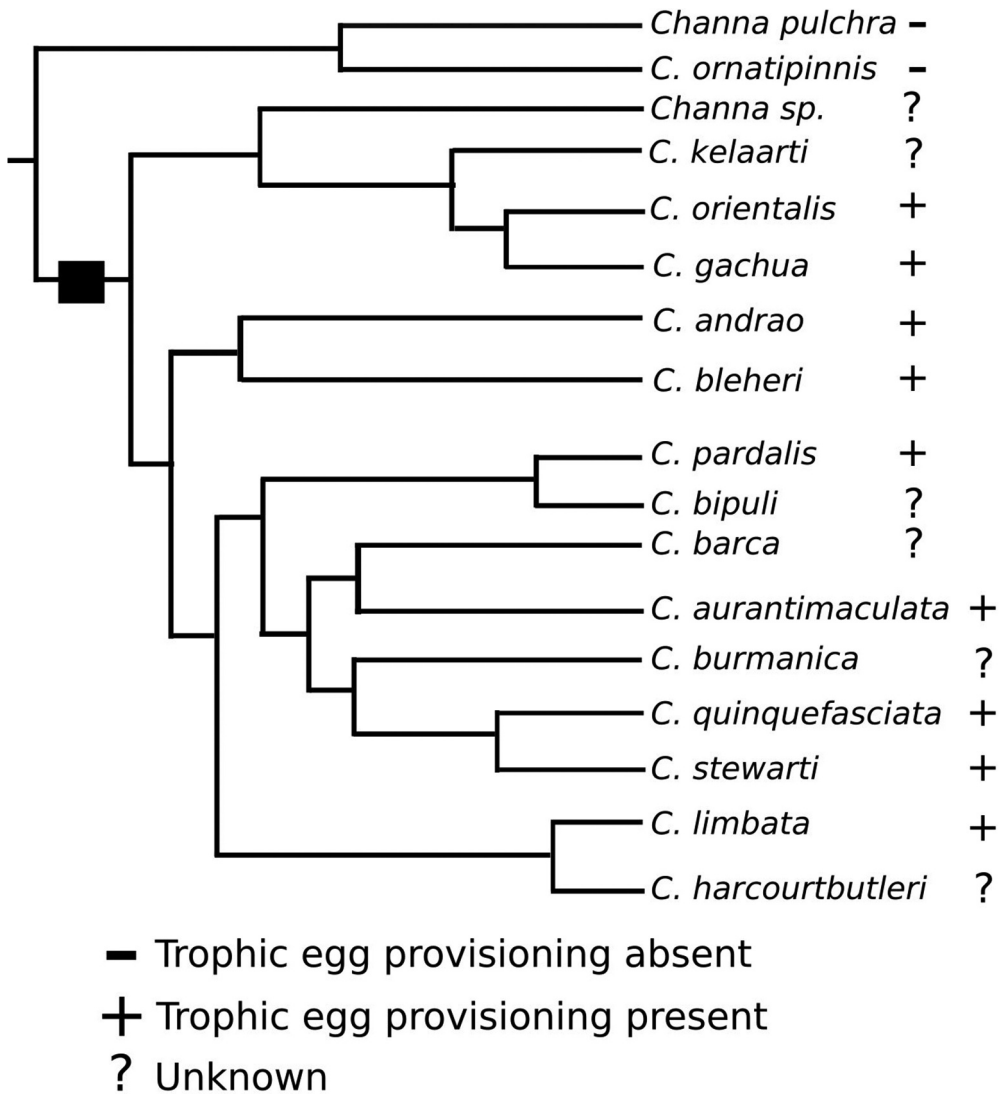 Channa pulchra -
C. ornatipinnis -
Channa sp. ?
C. kelaarti ?
C. orientalis +
C. gachua +
C. andrao +
C. bleheri +
C. pardalis +
C. bipuli ?
C. barca ?
C. aurantimaculata +
C. burmanica ?
C. quinquefasciata +
C. stewarti +
C. limbata +
C. harcourtbutleri ?
- Trophic egg provisioning absent
+ Trophic egg provisioning present
? Unknown